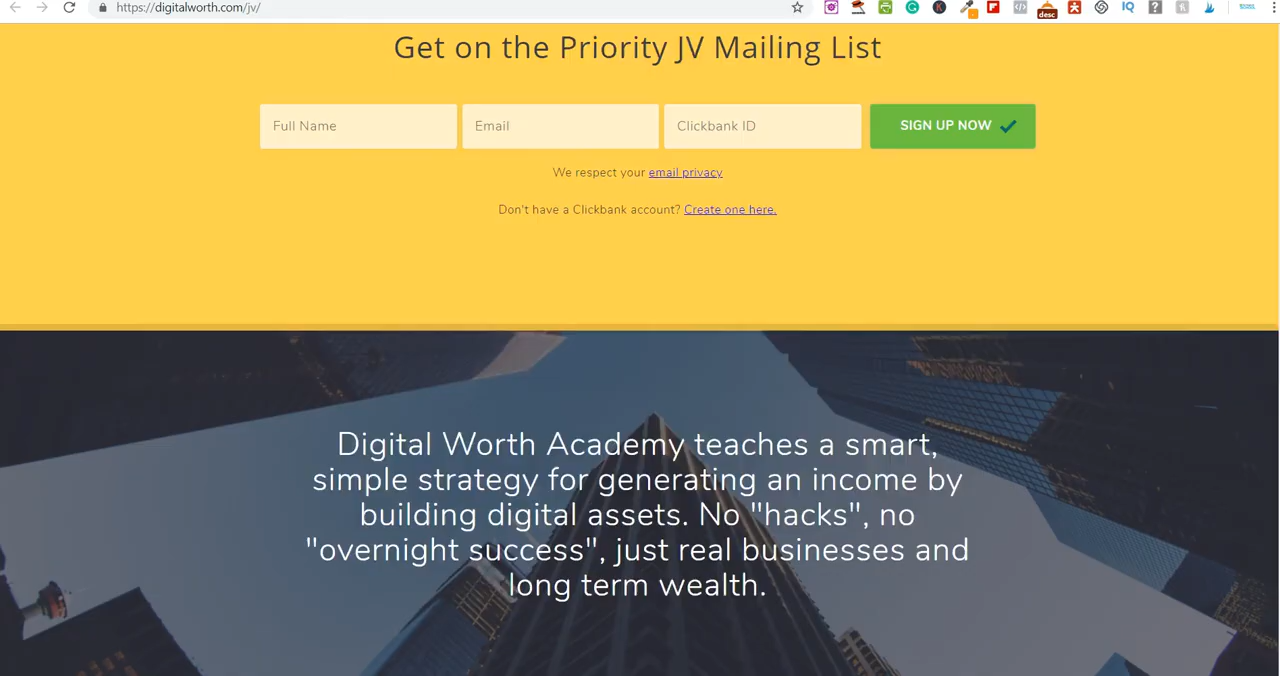 https://digitalworth.com/jv/
desc
IQ
?
Get on the Priority JV Mailing List
Full Name
Email
Clickbank ID
SIGN UP NOW
We respect your email privacy
Don't have a Clickbank account? Create one here.
Digital Worth Academy teaches a smart,
simple strategy for generating an income by
building digital assets. No "hacks", no
"overnight success", just real businesses and
long term wealth.